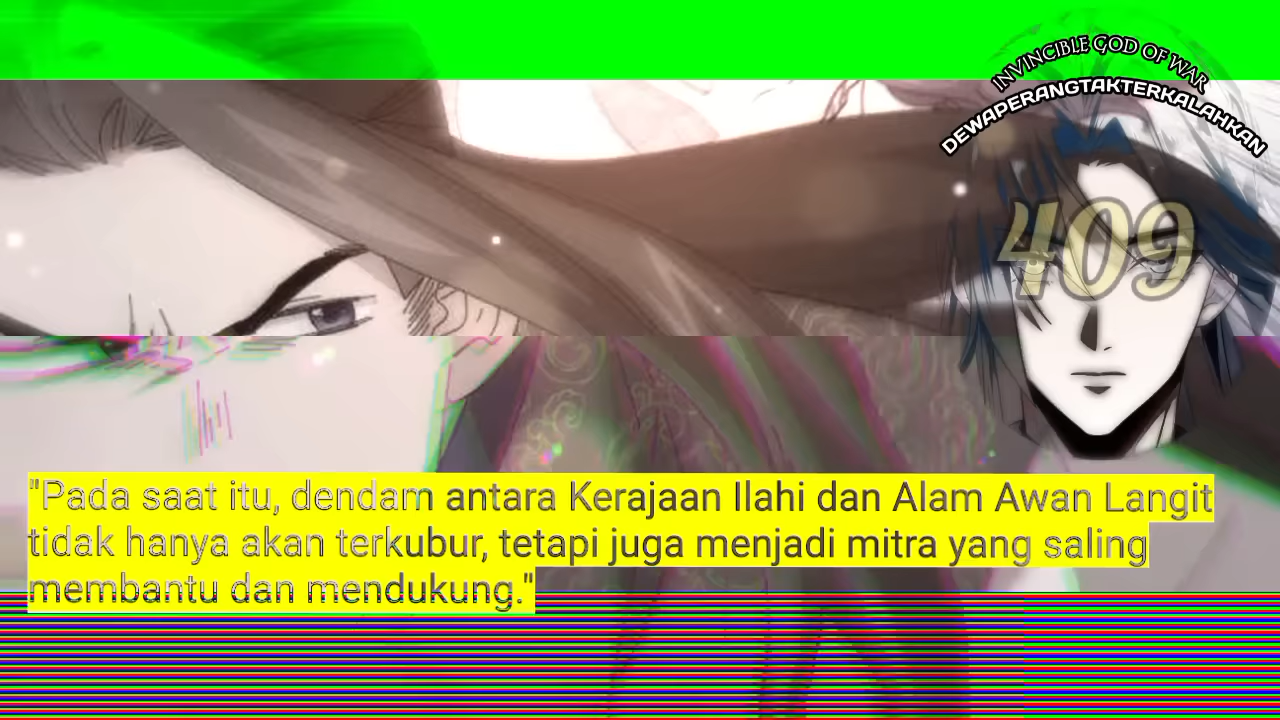 INVINCIBLE GOD OF WAR
DEWAPERANGTAKTERKALAHKAN
409
"Pada saat itu, dendam antara Kerajaan Ilahi dan Alam Awan Langit
tidak hanya akan terkubur, tetapi juga menjadi mitra yang saling
membantu dan mendukung."